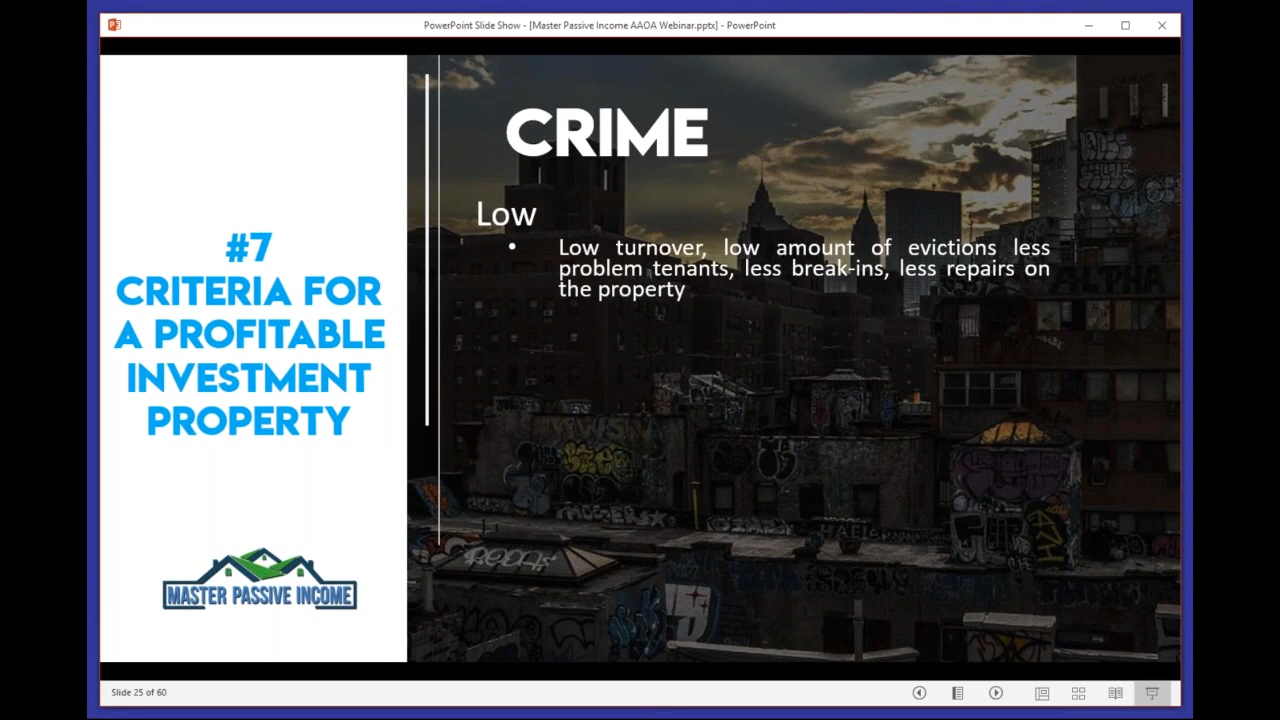 PowerPoint Slide Show - [Master Passive Income AAOA Webinar.pptx] - PowerPoint
#7
CRITERIA FOR
A PROFITABLE
INVESTMENT
PROPERTY
MASTER PASSIVE INCOME
CRIME
Low
• Low turnover, low amount of evictions less
problem tenants, less break-ins, less repairs on
the property
Slide 25 of 60